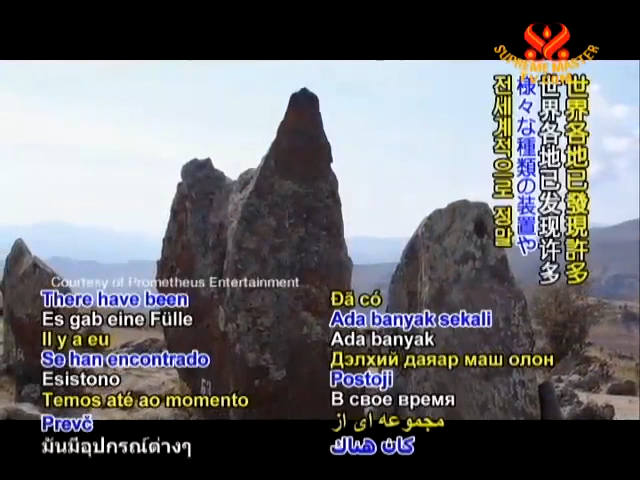 SUPREME MASTER
世界各地已發現許多
世界各地已发现许多
様々な種類の装置や
전세계적으로 정말
Courtesy of Prometheus Entertainment
There have been
Es gab eine Fülle
Il y a eu
Se han encontrado
Esistono
Temos até ao momento
Prevč
มันมีอุปกรณ์ต่างๆ
Đã có
Ada banyak sekali
Ada banyak
Дэлхий даяар маш олон
Postoji
В свое время
مجموعه ای از
كان هناك